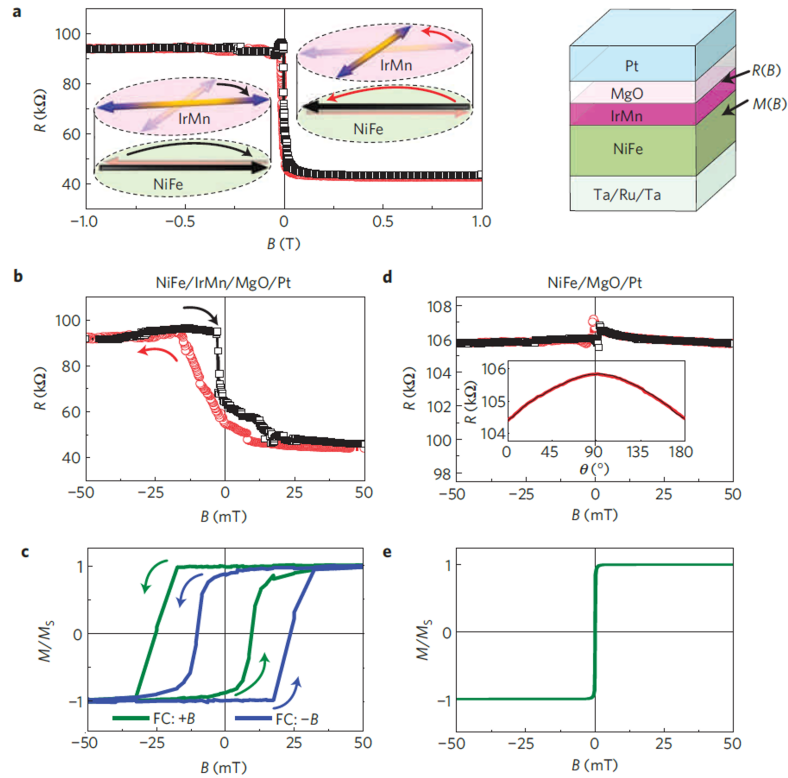 a
100
80
60
40
R (kΩ)
−1.0
−0.5
0
0.5
1.0
B (T)
IrMn
NiFe
IrMn
NiFe
Pt
MgO
IrMn
NiFe
Ta/Ru/Ta
R(B)
M(B)
b
NiFe/IrMn/MgO/Pt
100
80
60
40
R (kΩ)
−50
−25
0
25
50
B (mT)
d
NiFe/MgO/Pt
108
106
104
102
100
98
R (kΩ)
106
105
104
R (kΩ)
0
45
90
135
180
θ (°)
−50
−25
0
25
50
B (mT)
c
1
0
−1
M/MS
FC: +B
FC: −B
−50
−25
0
25
50
B (mT)
e
1
0
−1
M/MS
−50
−25
0
25
50
B (mT)